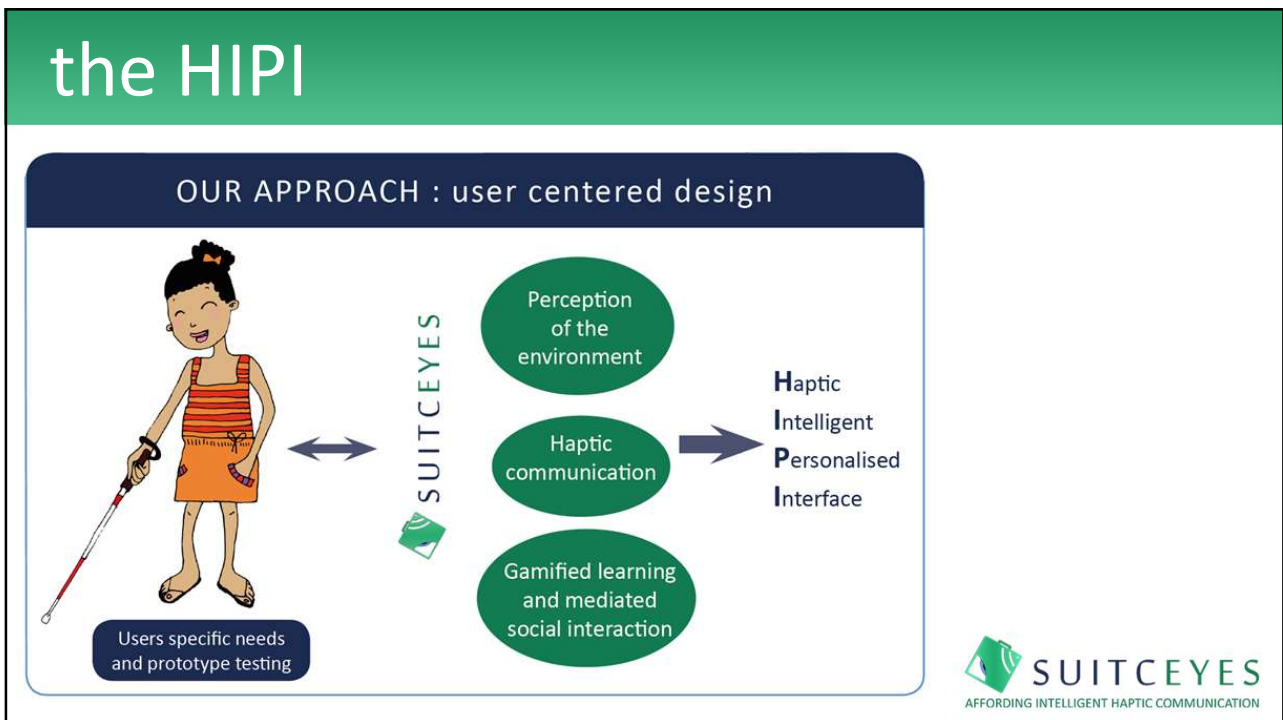 the HIPI
OUR APPROACH : user centered design
SUITCEYES
Perception
of the
environment
Haptic
communication
Gamified learning
and mediated
social interaction
Haptic
Intelligent
Personalised
Interface
Users specific needs
and prototype testing
SUITCEYES
AFFORDING INTELLIGENT HAPTIC COMMUNICATION